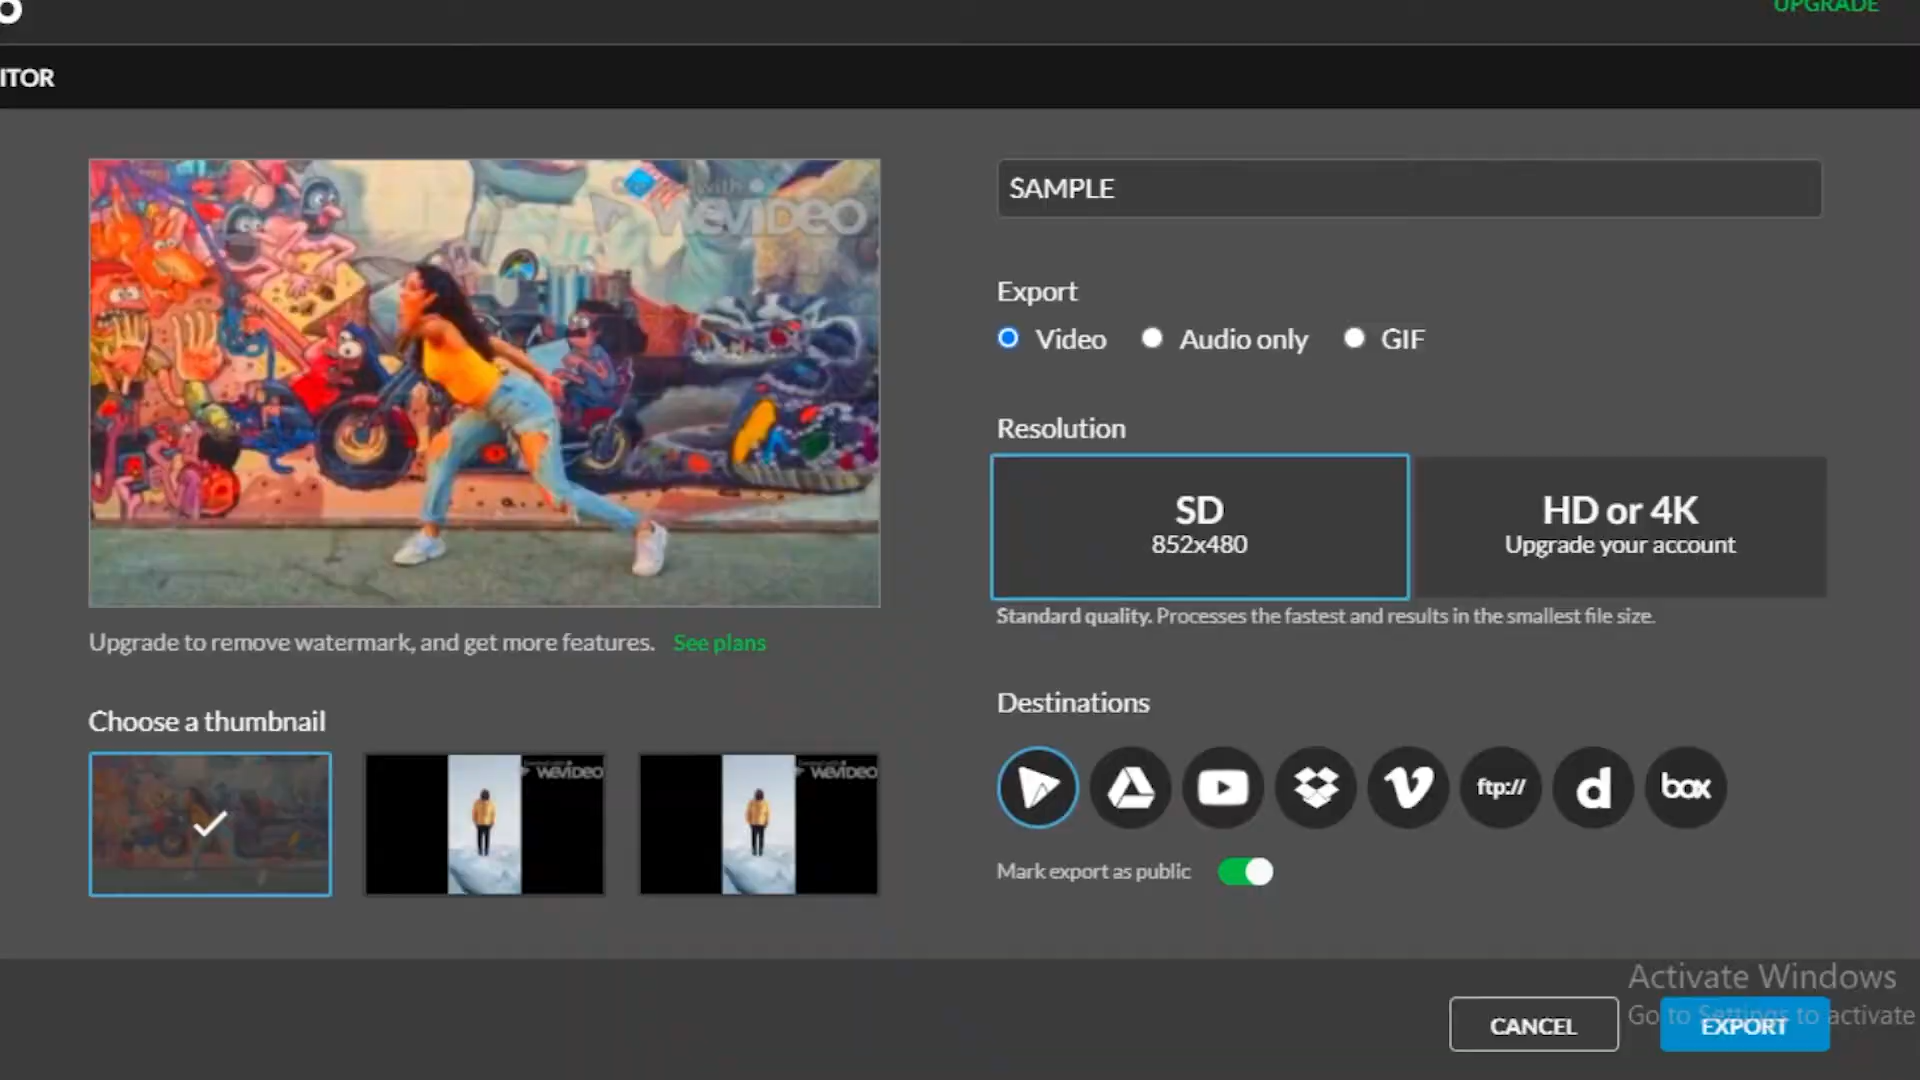 UPGRADE
ITOR
WEVIDEO
SAMPLE
Export
Video Audio only GIF
Resolution
SD
852x480
HD or 4K
Upgrade your account
Standard quality. Processes the fastest and results in the smallest file size.
Upgrade to remove watermark, and get more features. See plans
Choose a thumbnail
WEVIDEO
WEVIDEO
Destinations
ftp://
d
box
Mark export as public
Activate Windows
Go to Settings to activate
CANCEL
EXPORT